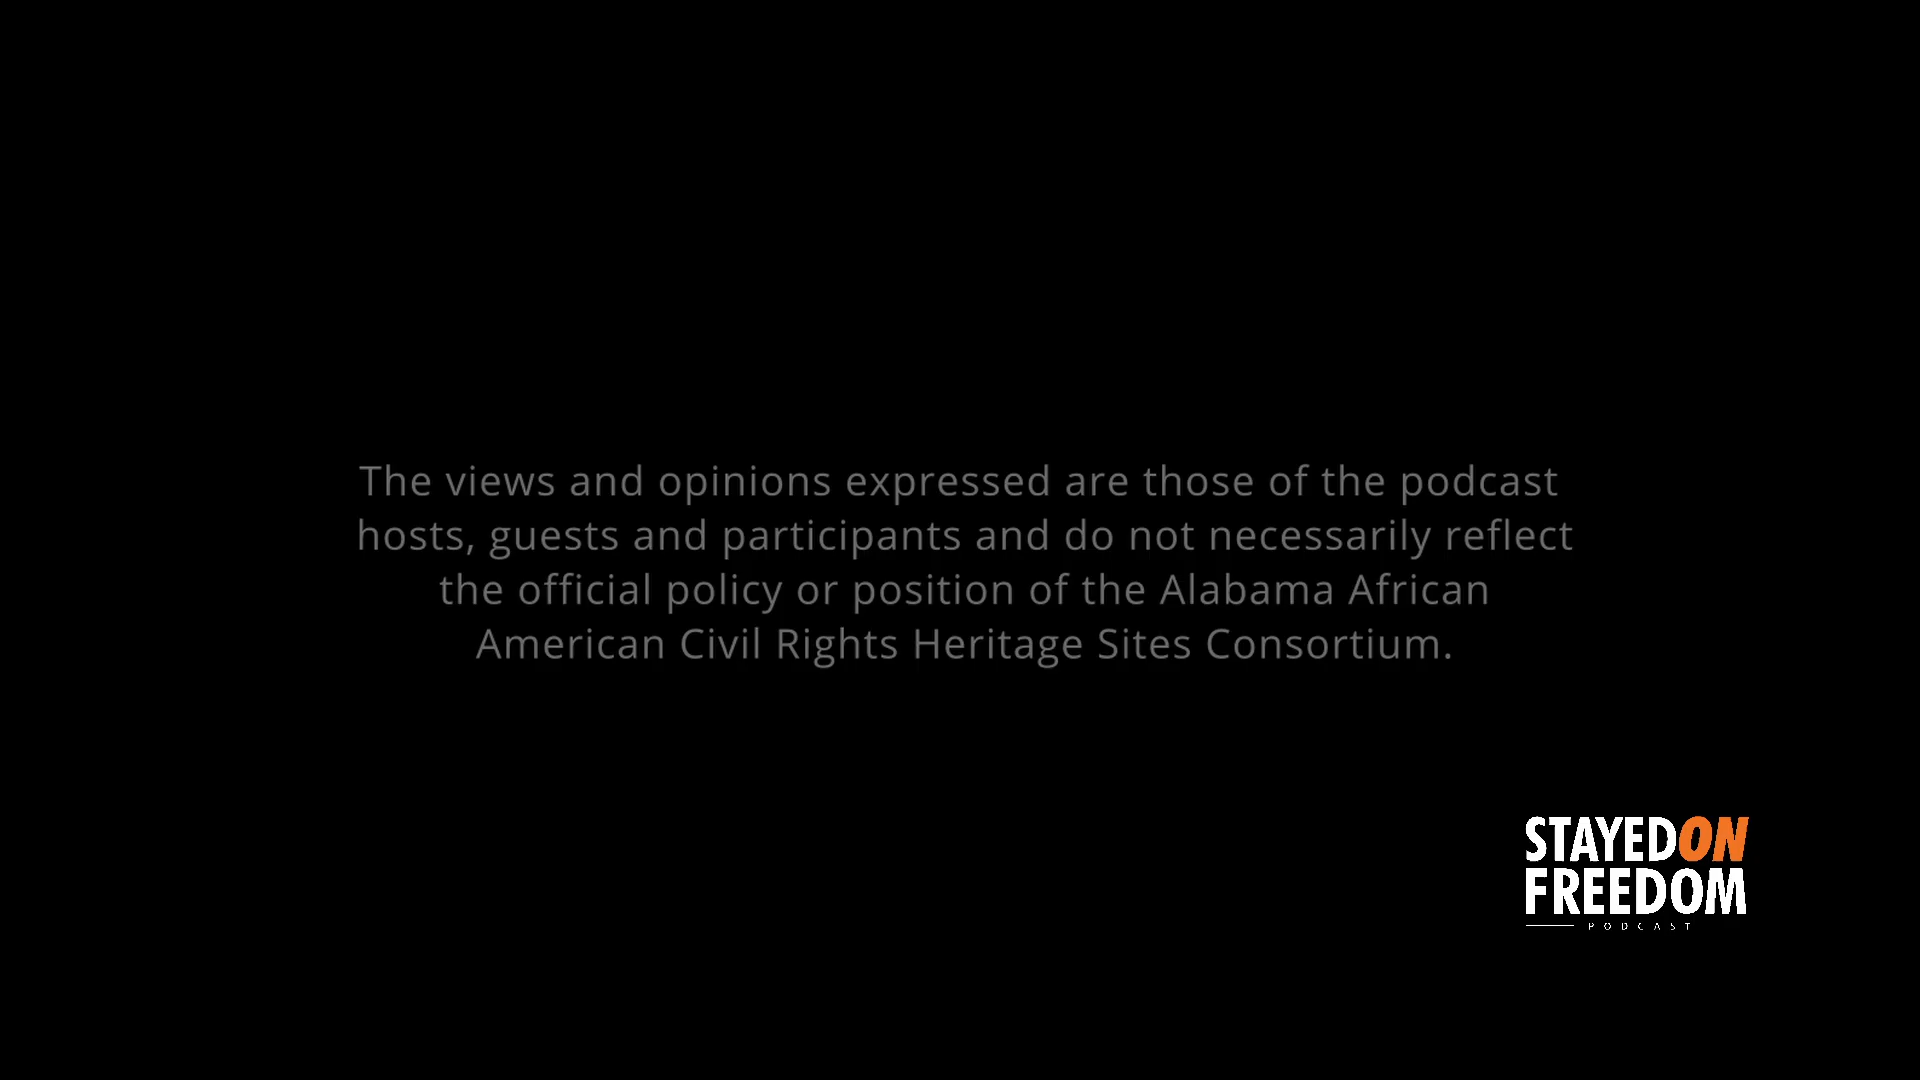 The views and opinions expressed are those of the podcast
hosts, guests and participants and do not necessarily reflect
the official policy or position of the Alabama African
American Civil Rights Heritage Sites Consortium.
STAYEDON
FREEDOM
PODCAST